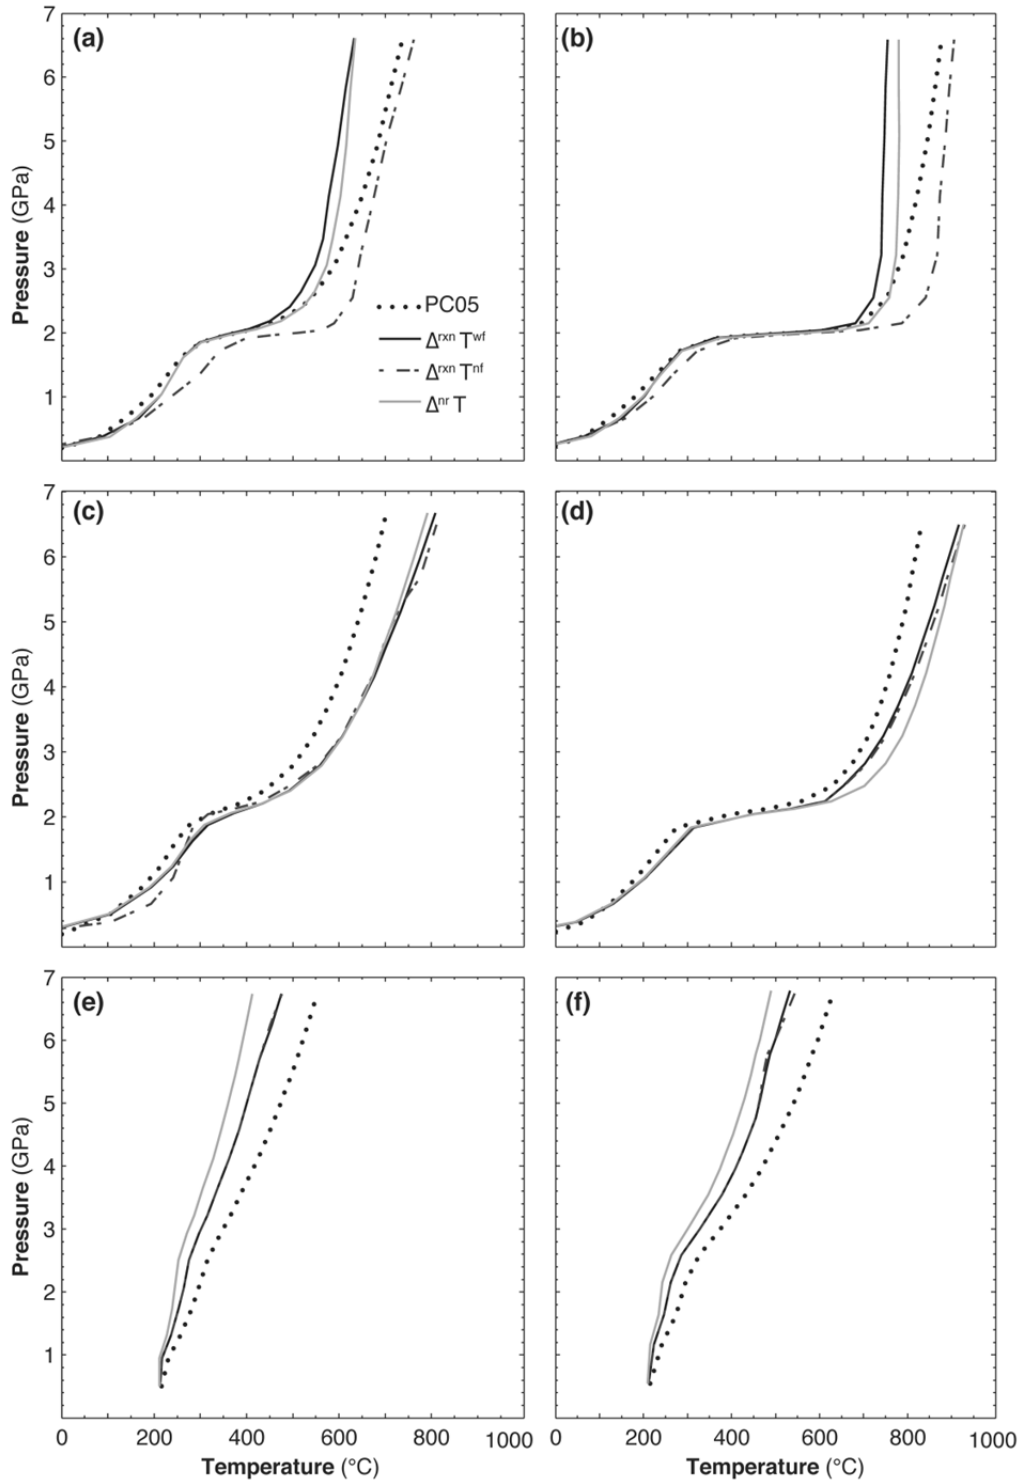 7
6
5
4
3
2
1
Pressure (GPa)
(a)
PC05
Δrxn Twf
Δrxn Tnf
Δnr T
(b)
7
6
5
4
3
2
1
Pressure (GPa)
(c)
(d)
7
6
5
4
3
2
1
Pressure (GPa)
(e)
(f)
0 200 400 600 800 1000
Temperature (°C)
0 200 400 600 800 1000
Temperature (°C)